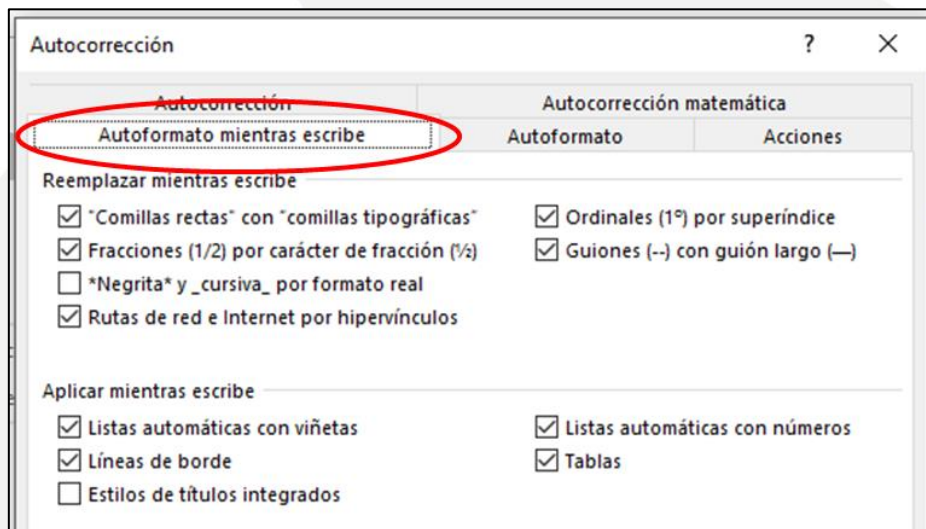 Autocorrección ? ×
Autocorrección Autocorrección matemática
Autoformato mientras escribe Autoformato Acciones
Reemplazar mientras escribe
"Comillas rectas" con "comillas tipográficas" Ordinales (1º) por superíndice
Fracciones (1/2) por carácter de fracción (½) Guiones (--) con guión largo (—)
*Negrita* y _cursiva_ por formato real
Rutas de red e Internet por hipervínculos
Aplicar mientras escribe
Listas automáticas con viñetas Listas automáticas con números
Líneas de borde Tablas
Estilos de títulos integrados